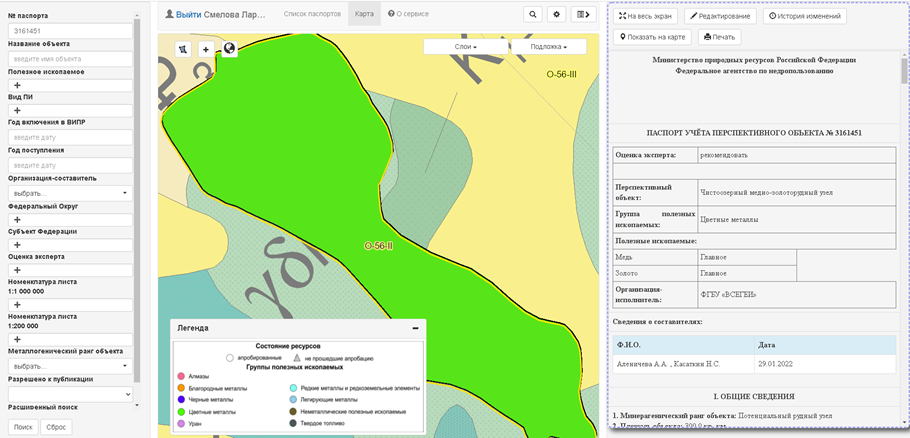 № паспорта
3161451
Название объекта
введите имя объекта
Полезное ископаемое
+
Вид ПИ
+
Год включения в ВИПР
введите дату
Год поступления
введите дату
Организация-составитель
выбрать...
Федеральный Округ
+
Субъект Федерации
+
Оценка эксперта
+
Номенклатура листа
1:1 000 000
+
Номенклатура листа
1:200 000
+
Металлогенический ранг объекта
выбрать...
Разрешено к публикации
Расширенный поиск
Поиск Сброс
Выйти Смелова Лар...
Список паспортов Карта О сервисе
+
Слои Подложка
O-56-III
O-56-II
γδι
Легенда
Состояние ресурсов
апробированные не прошедшие апробацию
Группы полезных ископаемых
Алмазы
Благородные металлы Редкие металлы и редкоземельные элементы
Черные металлы Легирующие металлы
Цветные металлы Неметаллические полезные ископаемые
Уран Твердое топливо
На весь экран Редактирование История изменений
Показать на карте Печать
Министерство природных ресурсов Российской Федерации
Федеральное агентство по недропользованию
ПАСПОРТ УЧЁТА ПЕРСПЕКТИВНОГО ОБЪЕКТА № 3161451
Оценка эксперта: рекомендовать
Перспективный объект: Чистоозерный медно-золоторудный узел
Группа полезных ископаемых: Цветные металлы
Полезные ископаемые:
Медь Главное
Золото Главное
Организация-исполнитель: ФГБУ «ВСЕГЕИ»
Сведения о составителях:
Ф.И.О. Дата
Аленичева А.А. , Касаткин Н.С. 29.01.2022
I. ОБЩИЕ СВЕДЕНИЯ
1. Минерагенический ранг объекта: Потенциальный рудный узел